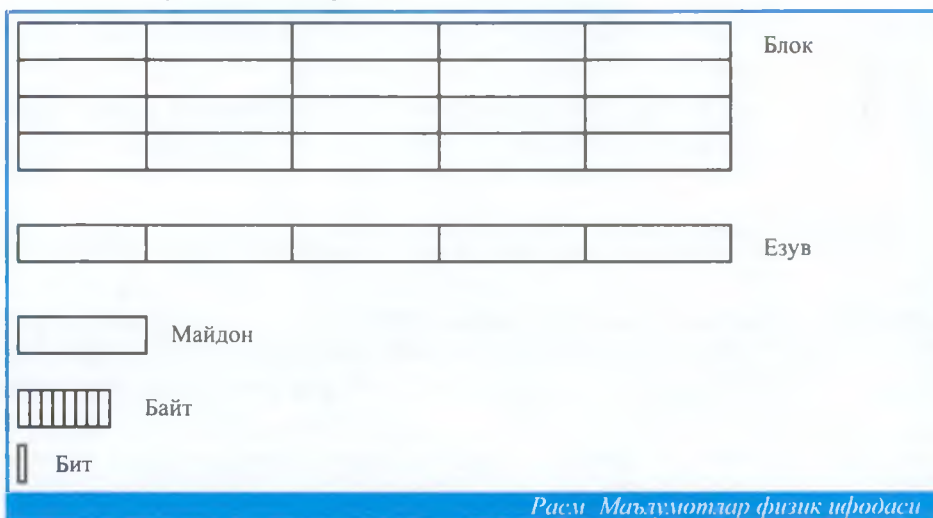 Блок
Езув
Майдон
Байт
Бит
Расм Маълумотлар физик ифодаси